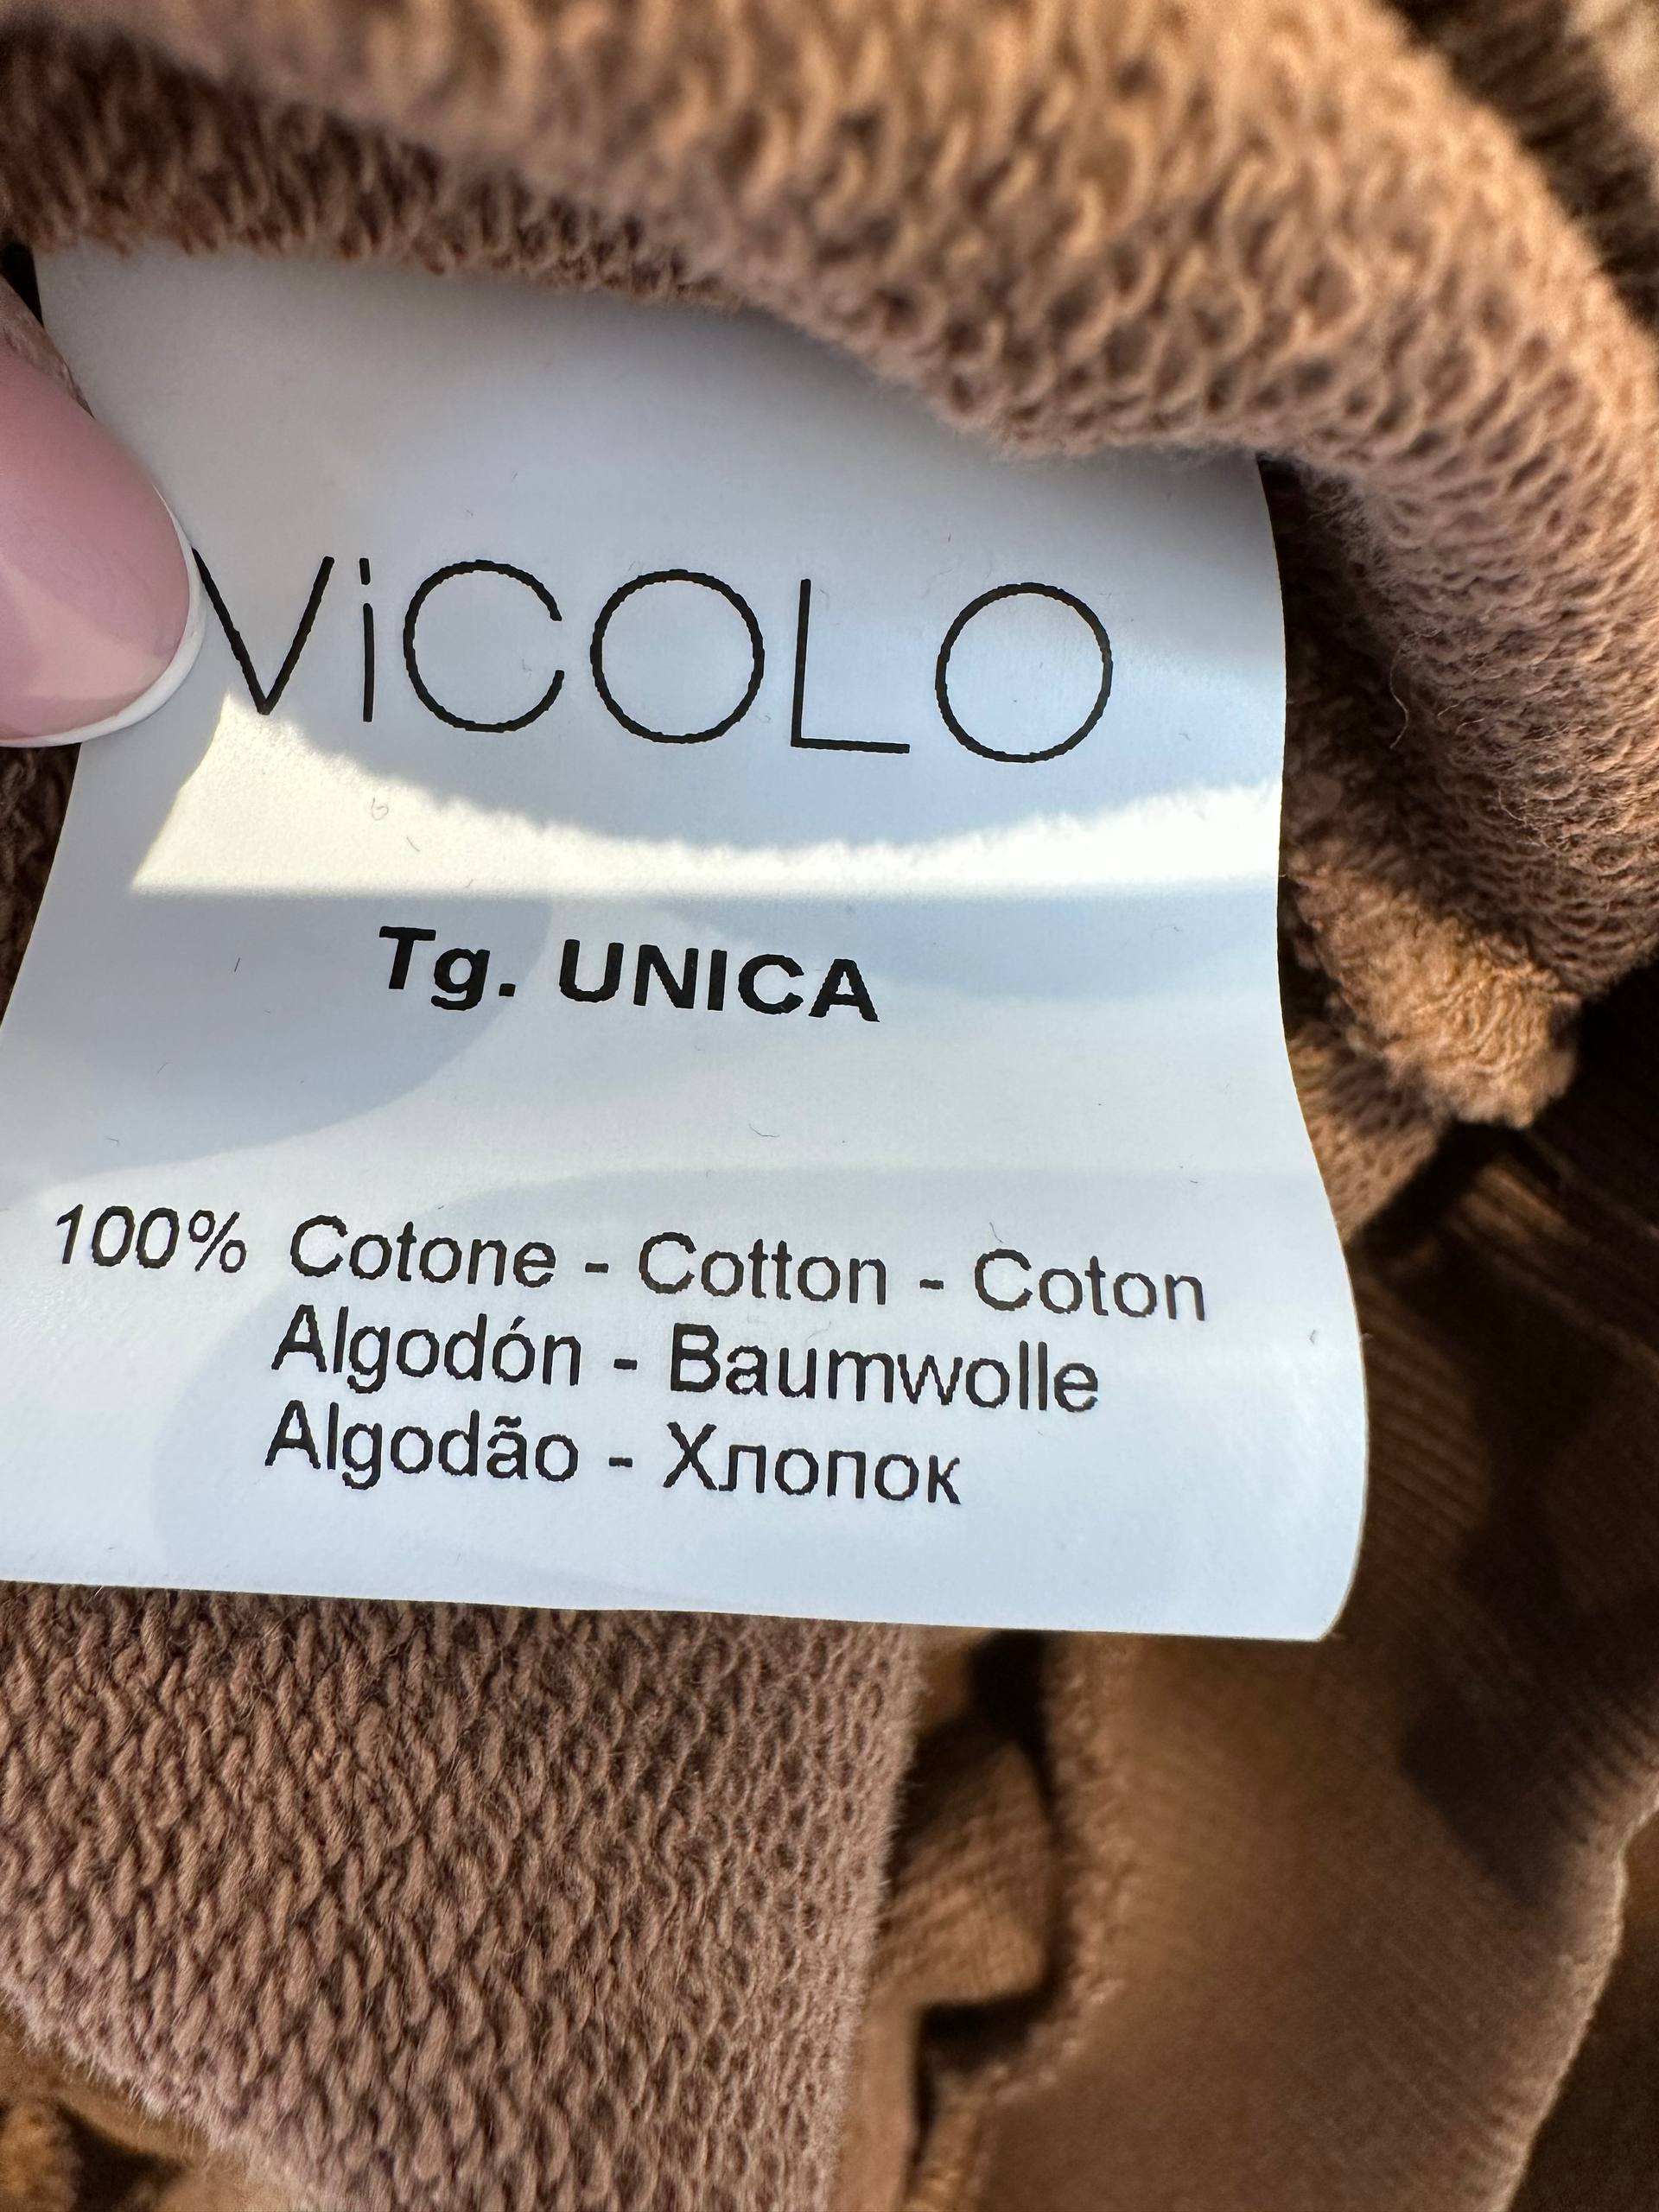 ViCOLO
Tg. UNICA
100% Cotone - Cotton - Coton
Algodón - Baumwolle
Algodão - Хлопок